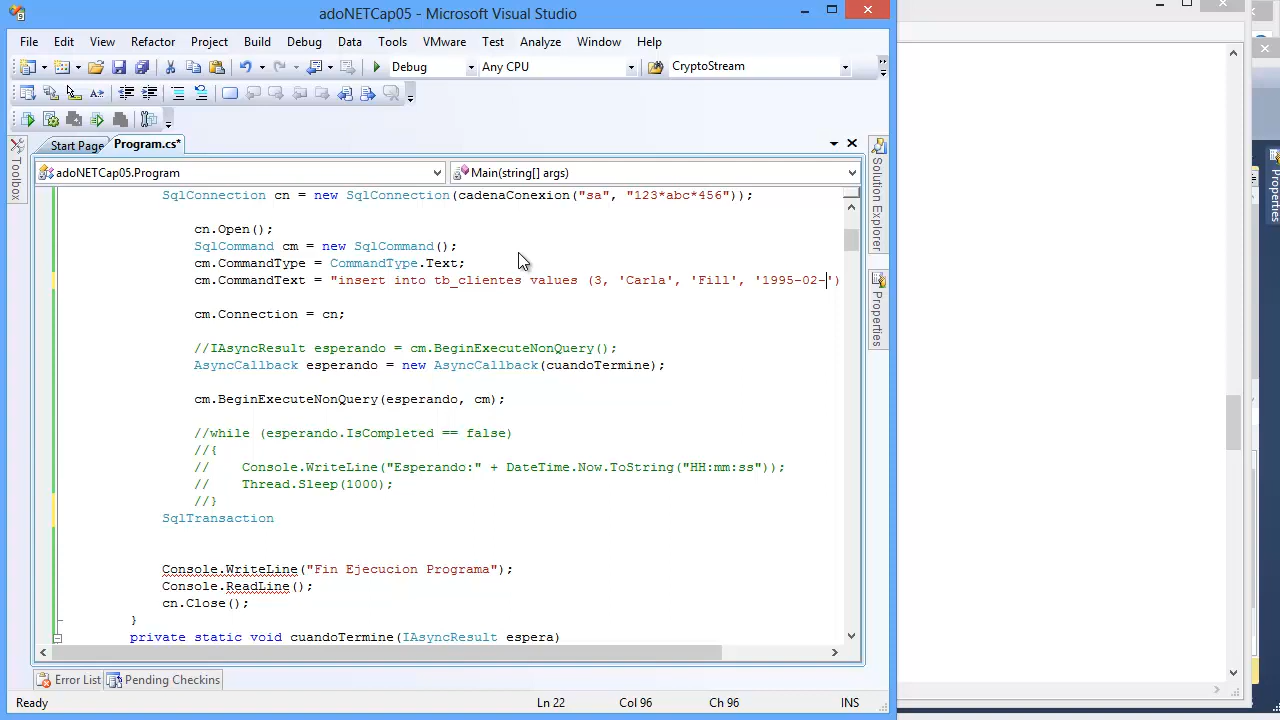 adoNETCap05 - Microsoft Visual Studio
File Edit View Refactor Project Build Debug Data Tools VMware Test Analyze Window Help
Debug Any CPU CryptoStream
Start Page Program.cs*
Toolbox
adoNETCap05.Program Main(string[] args)
Solution Explorer
Properties
Properties
SqlConnection cn = new SqlConnection(cadenaConexion("sa", "123*abc*456"));
cn.Open();
SqlCommand cm = new SqlCommand();
cm.CommandType = CommandType.Text;
cm.CommandText = "insert into tb_clientes values (3, 'Carla', 'Fill', '1995-02-')
cm.Connection = cn;
//IAsyncResult esperando = cm.BeginExecuteNonQuery();
AsyncCallback esperando = new AsyncCallback(cuandoTermine);
cm.BeginExecuteNonQuery(esperando, cm);
//while (esperando.IsCompleted == false)
//{
//    Console.WriteLine("Esperando:" + DateTime.Now.ToString("HH:mm:ss"));
//    Thread.Sleep(1000);
//}
SqlTransaction
Console.WriteLine("Fin Ejecucion Programa");
Console.ReadLine();
cn.Close();
}
private static void cuandoTermine(IAsyncResult espera)
Error List Pending Checkins
Ready Ln 22 Col 96 Ch 96 INS